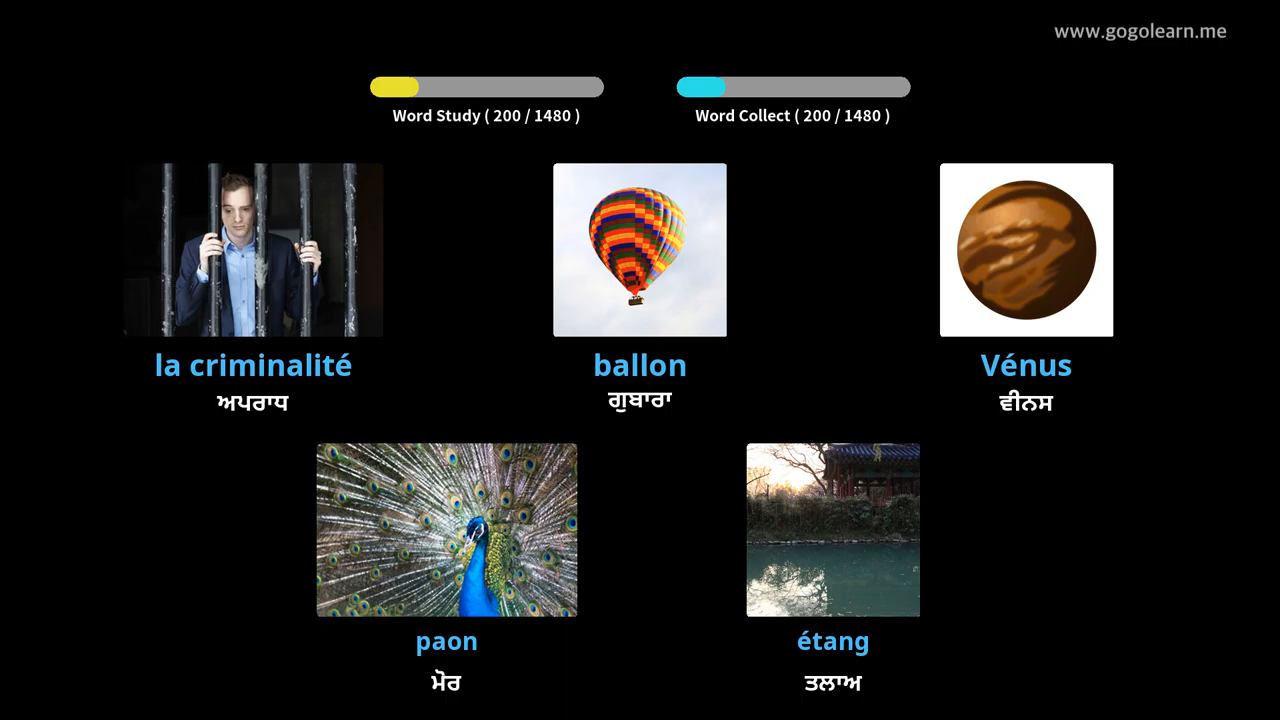 www.gogolearn.me
Word Study ( 200 / 1480 )
Word Collect ( 200 / 1480 )
la criminalité
ਅਪਰਾਧ
ballon
ਗੁਬਾਰਾ
Vénus
ਵੀਨਸ
paon
ਮੋਰ
étang
ਤਲਾਅ